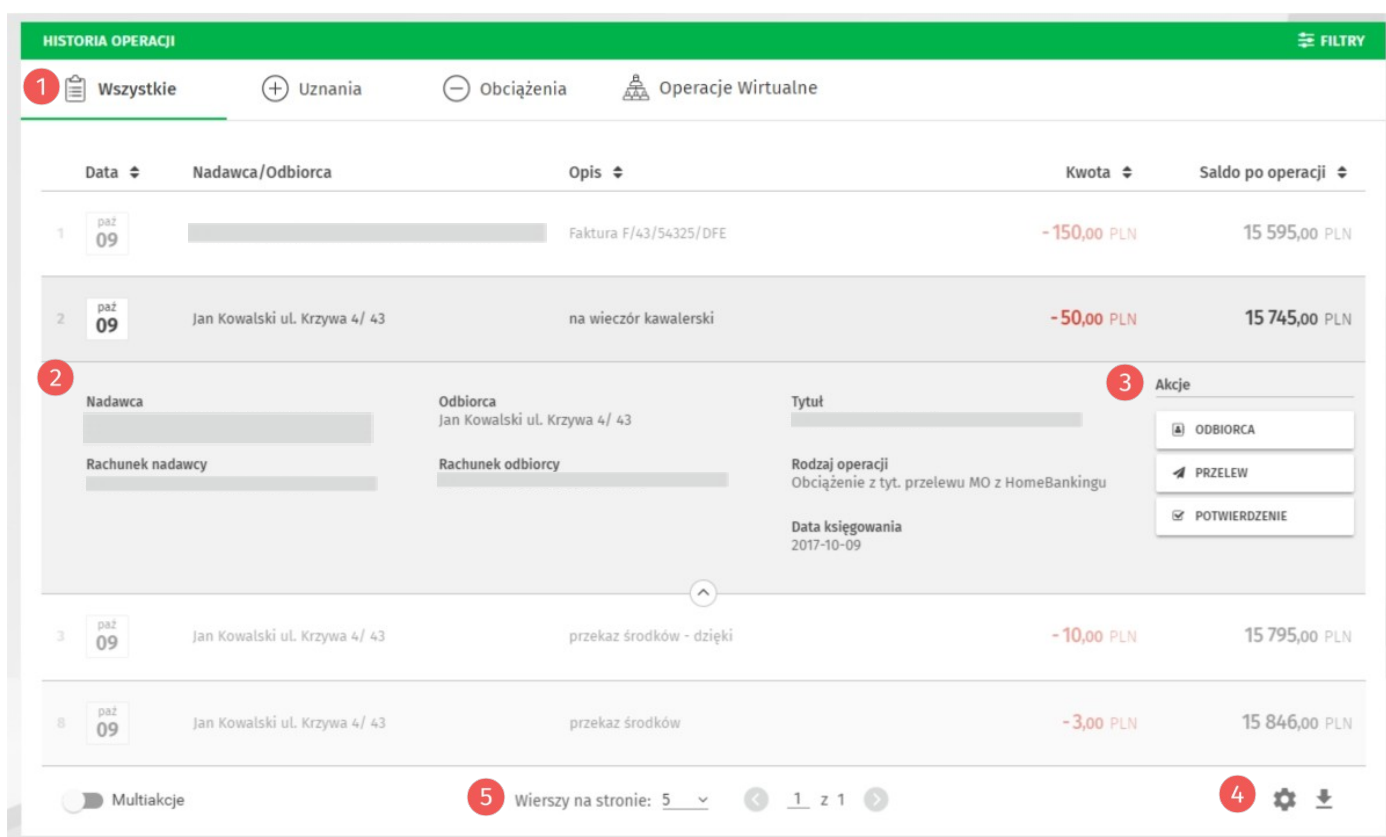 HISTORIA OPERACJI FILTRY
1 Wszystkie Uznania Obciążenia Operacje Wirtualne
Data Nadawca/Odbiorca Opis Kwota Saldo po operacji
1 paź 09 Faktura F/43/54325/DFE -150,00 PLN 15 595,00 PLN
2 paź 09 Jan Kowalski ul. Krzywa 4/ 43 na wieczór kawalerski -50,00 PLN 15 745,00 PLN
2
3 Akcje
Nadawca Odbiorca Tytuł
Jan Kowalski ul. Krzywa 4/ 43
ODBIORCA
Rachunek nadawcy Rachunek odbiorcy Rodzaj operacji
Obciążenie z tyt. przelewu MO z HomeBankingu
PRZELEW
POTWIERDZENIE
Data księgowania
2017-10-09
3 paź 09 Jan Kowalski ul. Krzywa 4/ 43 przekaz środków - dzięki -10,00 PLN 15 795,00 PLN
8 paź 09 Jan Kowalski ul. Krzywa 4/ 43 przekaz środków -3,00 PLN 15 846,00 PLN
Multiakcje 5 Wierszy na stronie: 5 1 z 1 4